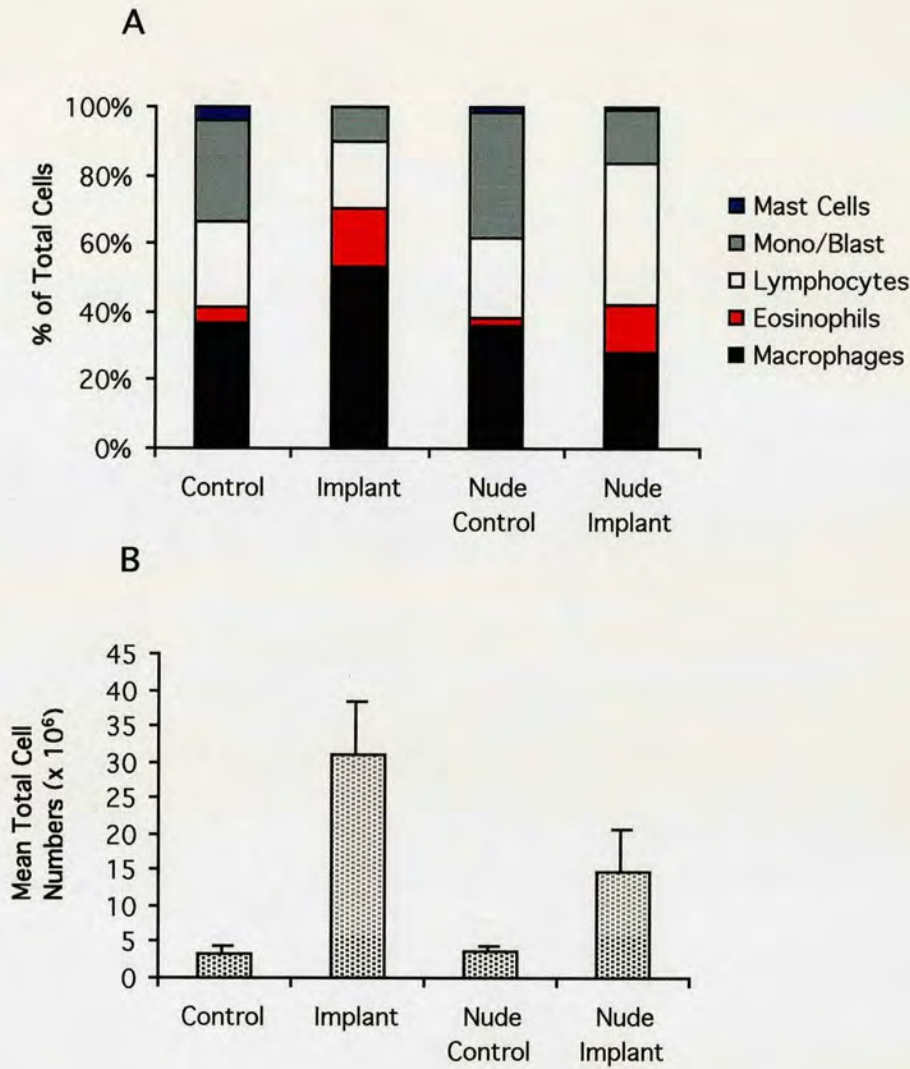 A
% of Total Cells
100%
80%
60%
40%
20%
0%
Control
Implant
Nude
Control
Nude
Implant
Mast Cells
Mono/Blast
Lymphocytes
Eosinophils
Macrophages
B
Mean Total Cell
Numbers (x 10⁶)
45
40
35
30
25
20
15
10
5
0
Control
Implant
Nude
Control
Nude
Implant